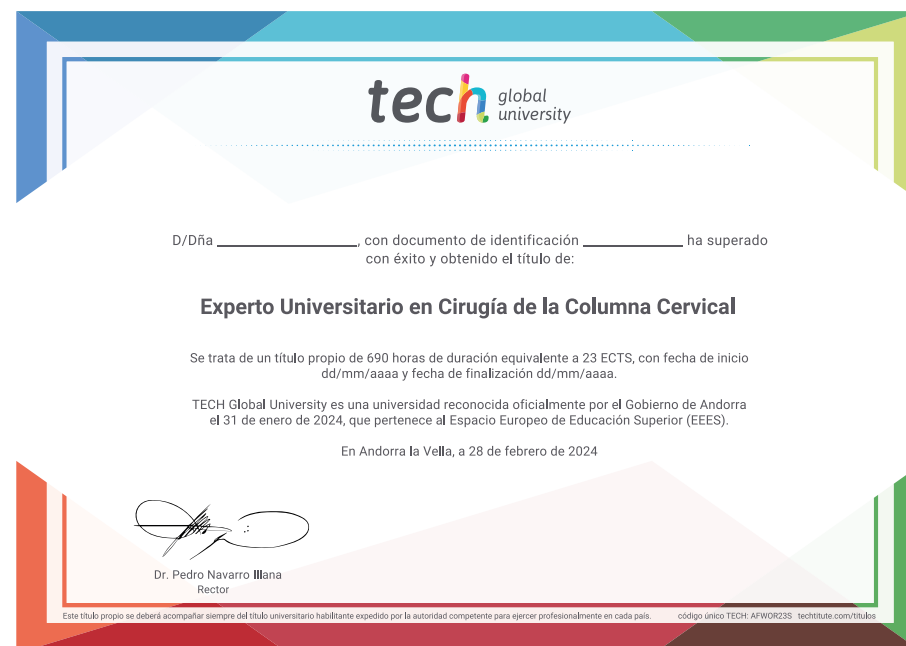 tech global
university
D/Dña ____________________, con documento de identificación ______________ ha superado
con éxito y obtenido el título de:
Experto Universitario en Cirugía de la Columna Cervical
Se trata de un título propio de 690 horas de duración equivalente a 23 ECTS, con fecha de inicio
dd/mm/aaaa y fecha de finalización dd/mm/aaaa.
TECH Global University es una universidad reconocida oficialmente por el Gobierno de Andorra
el 31 de enero de 2024, que pertenece al Espacio Europeo de Educación Superior (EEES).
En Andorra la Vella, a 28 de febrero de 2024
Dr. Pedro Navarro Illana
Rector
Este título propio se deberá acompañar siempre del título universitario habilitante expedido por la autoridad competente para ejercer profesionalmente en cada país. código único TECH: AFWOR23S techtitute.com/titulos